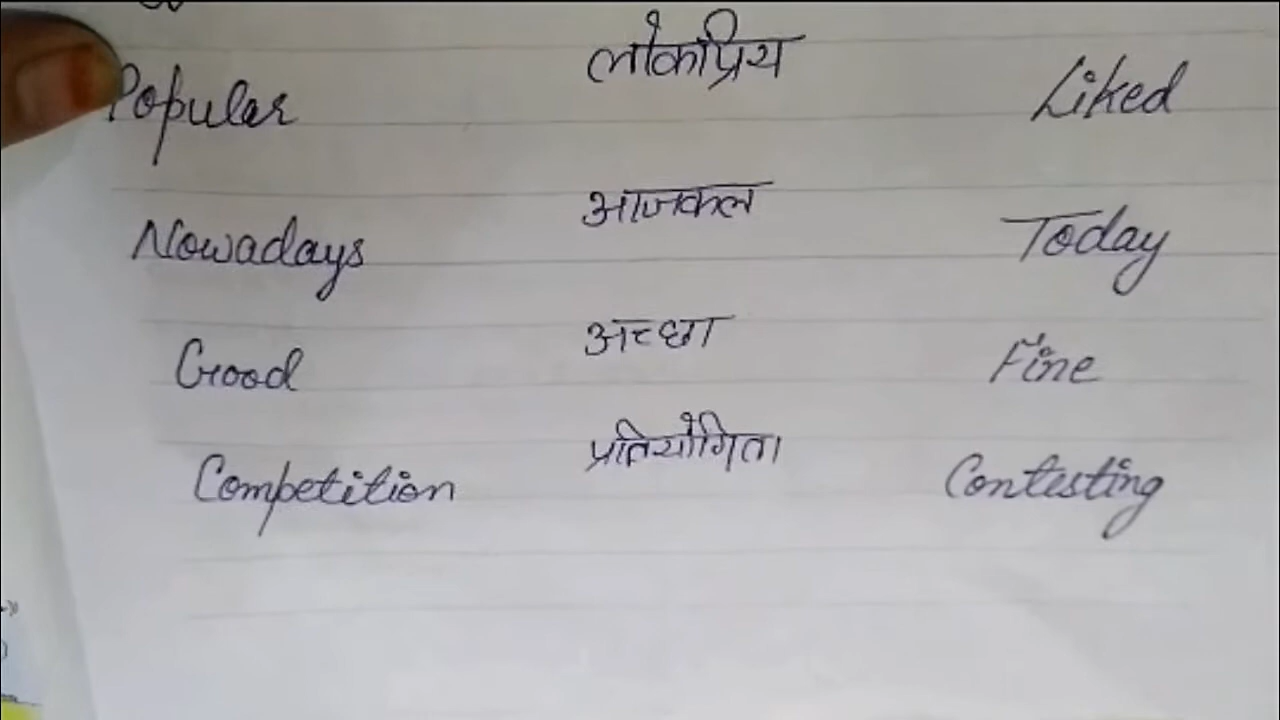 Popular लोकप्रिय Liked
Nowadays आजकल Today
Good अच्छा Fine
Competition प्रतियोगिता Contesting